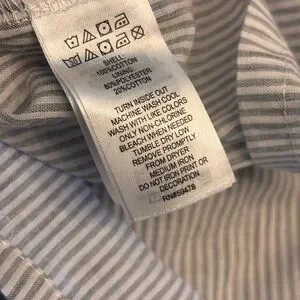 SHELL:
100%COTTON
LINING:
80%POLYESTER
20%COTTON
TURN INSIDE OUT
MACHINE WASH COOL
WASH WITH LIKE COLORS
ONLY NON-CHLORINE
BLEACH WHEN NEEDED
TUMBLE DRY LOW
REMOVE PROMPTLY
FROM DRYER
MEDIUM IRON
DO NOT IRON PRINT OR
DECORATION
RN#59478